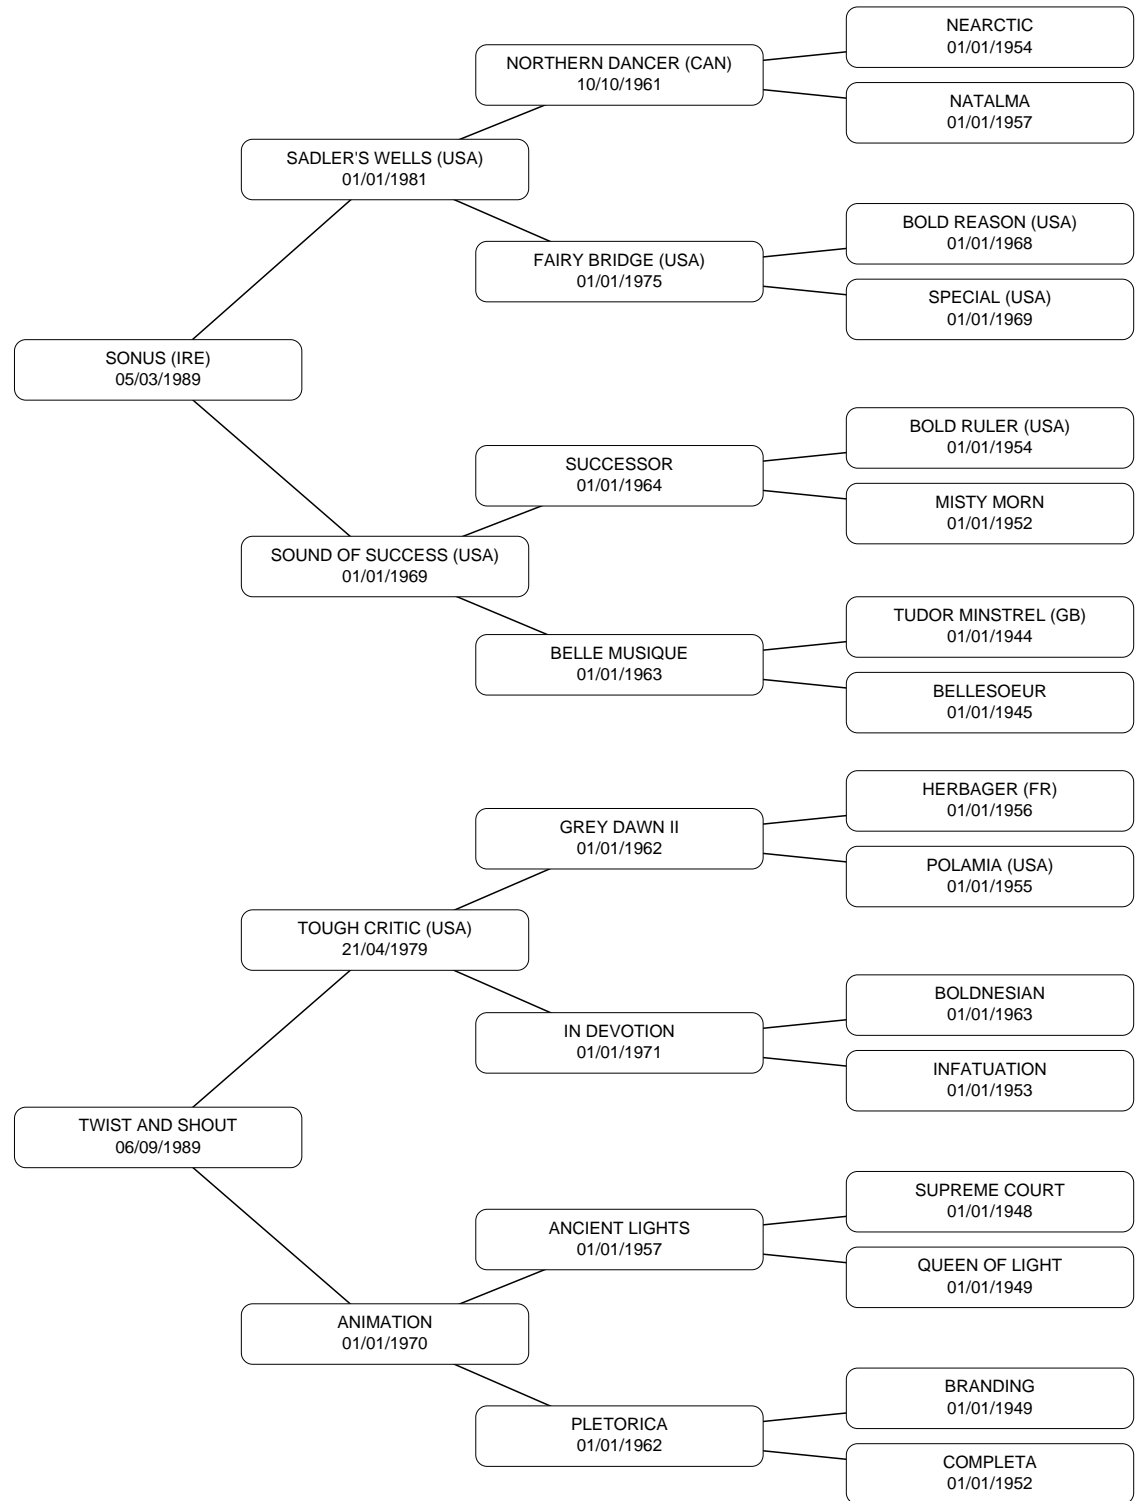 NEARCTIC
01/01/1954
NORTHERN DANCER (CAN)
10/10/1961
NATALMA
01/01/1957
SADLER'S WELLS (USA)
01/01/1981
BOLD REASON (USA)
01/01/1968
FAIRY BRIDGE (USA)
01/01/1975
SPECIAL (USA)
01/01/1969
SONUS (IRE)
05/03/1989
BOLD RULER (USA)
01/01/1954
SUCCESSOR
01/01/1964
MISTY MORN
01/01/1952
SOUND OF SUCCESS (USA)
01/01/1969
TUDOR MINSTREL (GB)
01/01/1944
BELLE MUSIQUE
01/01/1963
BELLESOEUR
01/01/1945
HERBAGER (FR)
01/01/1956
GREY DAWN II
01/01/1962
POLAMIA (USA)
01/01/1955
TOUGH CRITIC (USA)
21/04/1979
BOLDNESIAN
01/01/1963
IN DEVOTION
01/01/1971
INFATUATION
01/01/1953
TWIST AND SHOUT
06/09/1989
SUPREME COURT
01/01/1948
ANCIENT LIGHTS
01/01/1957
QUEEN OF LIGHT
01/01/1949
ANIMATION
01/01/1970
BRANDING
01/01/1949
PLETORICA
01/01/1962
COMPLETA
01/01/1952